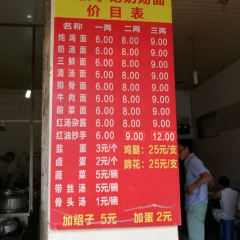 奶汤面
价目表
一两 二两 三两
炖鸡面 6.00 8.00 9.00
奶汤面 6.00 8.00 9.00
三鲜面 6.00 8.00 9.00
清汤面 6.00 8.00 9.00
排骨面 6.00 8.00 9.00
牛肉面 6.00 8.00 9.00
酸菜面 6.00 8.00 9.00
红汤杂酱 6.00 8.00 9.00
红油抄手 6.00 9.00 12.00
盐蛋 3元/个 鸡腿：25元/支
卤蛋 2元/个 蹄花：25元/支
蔬菜 5元/碗
带丝汤 5元/碗
骨头汤 1元/碗
加绍子 5元 加蛋 2元